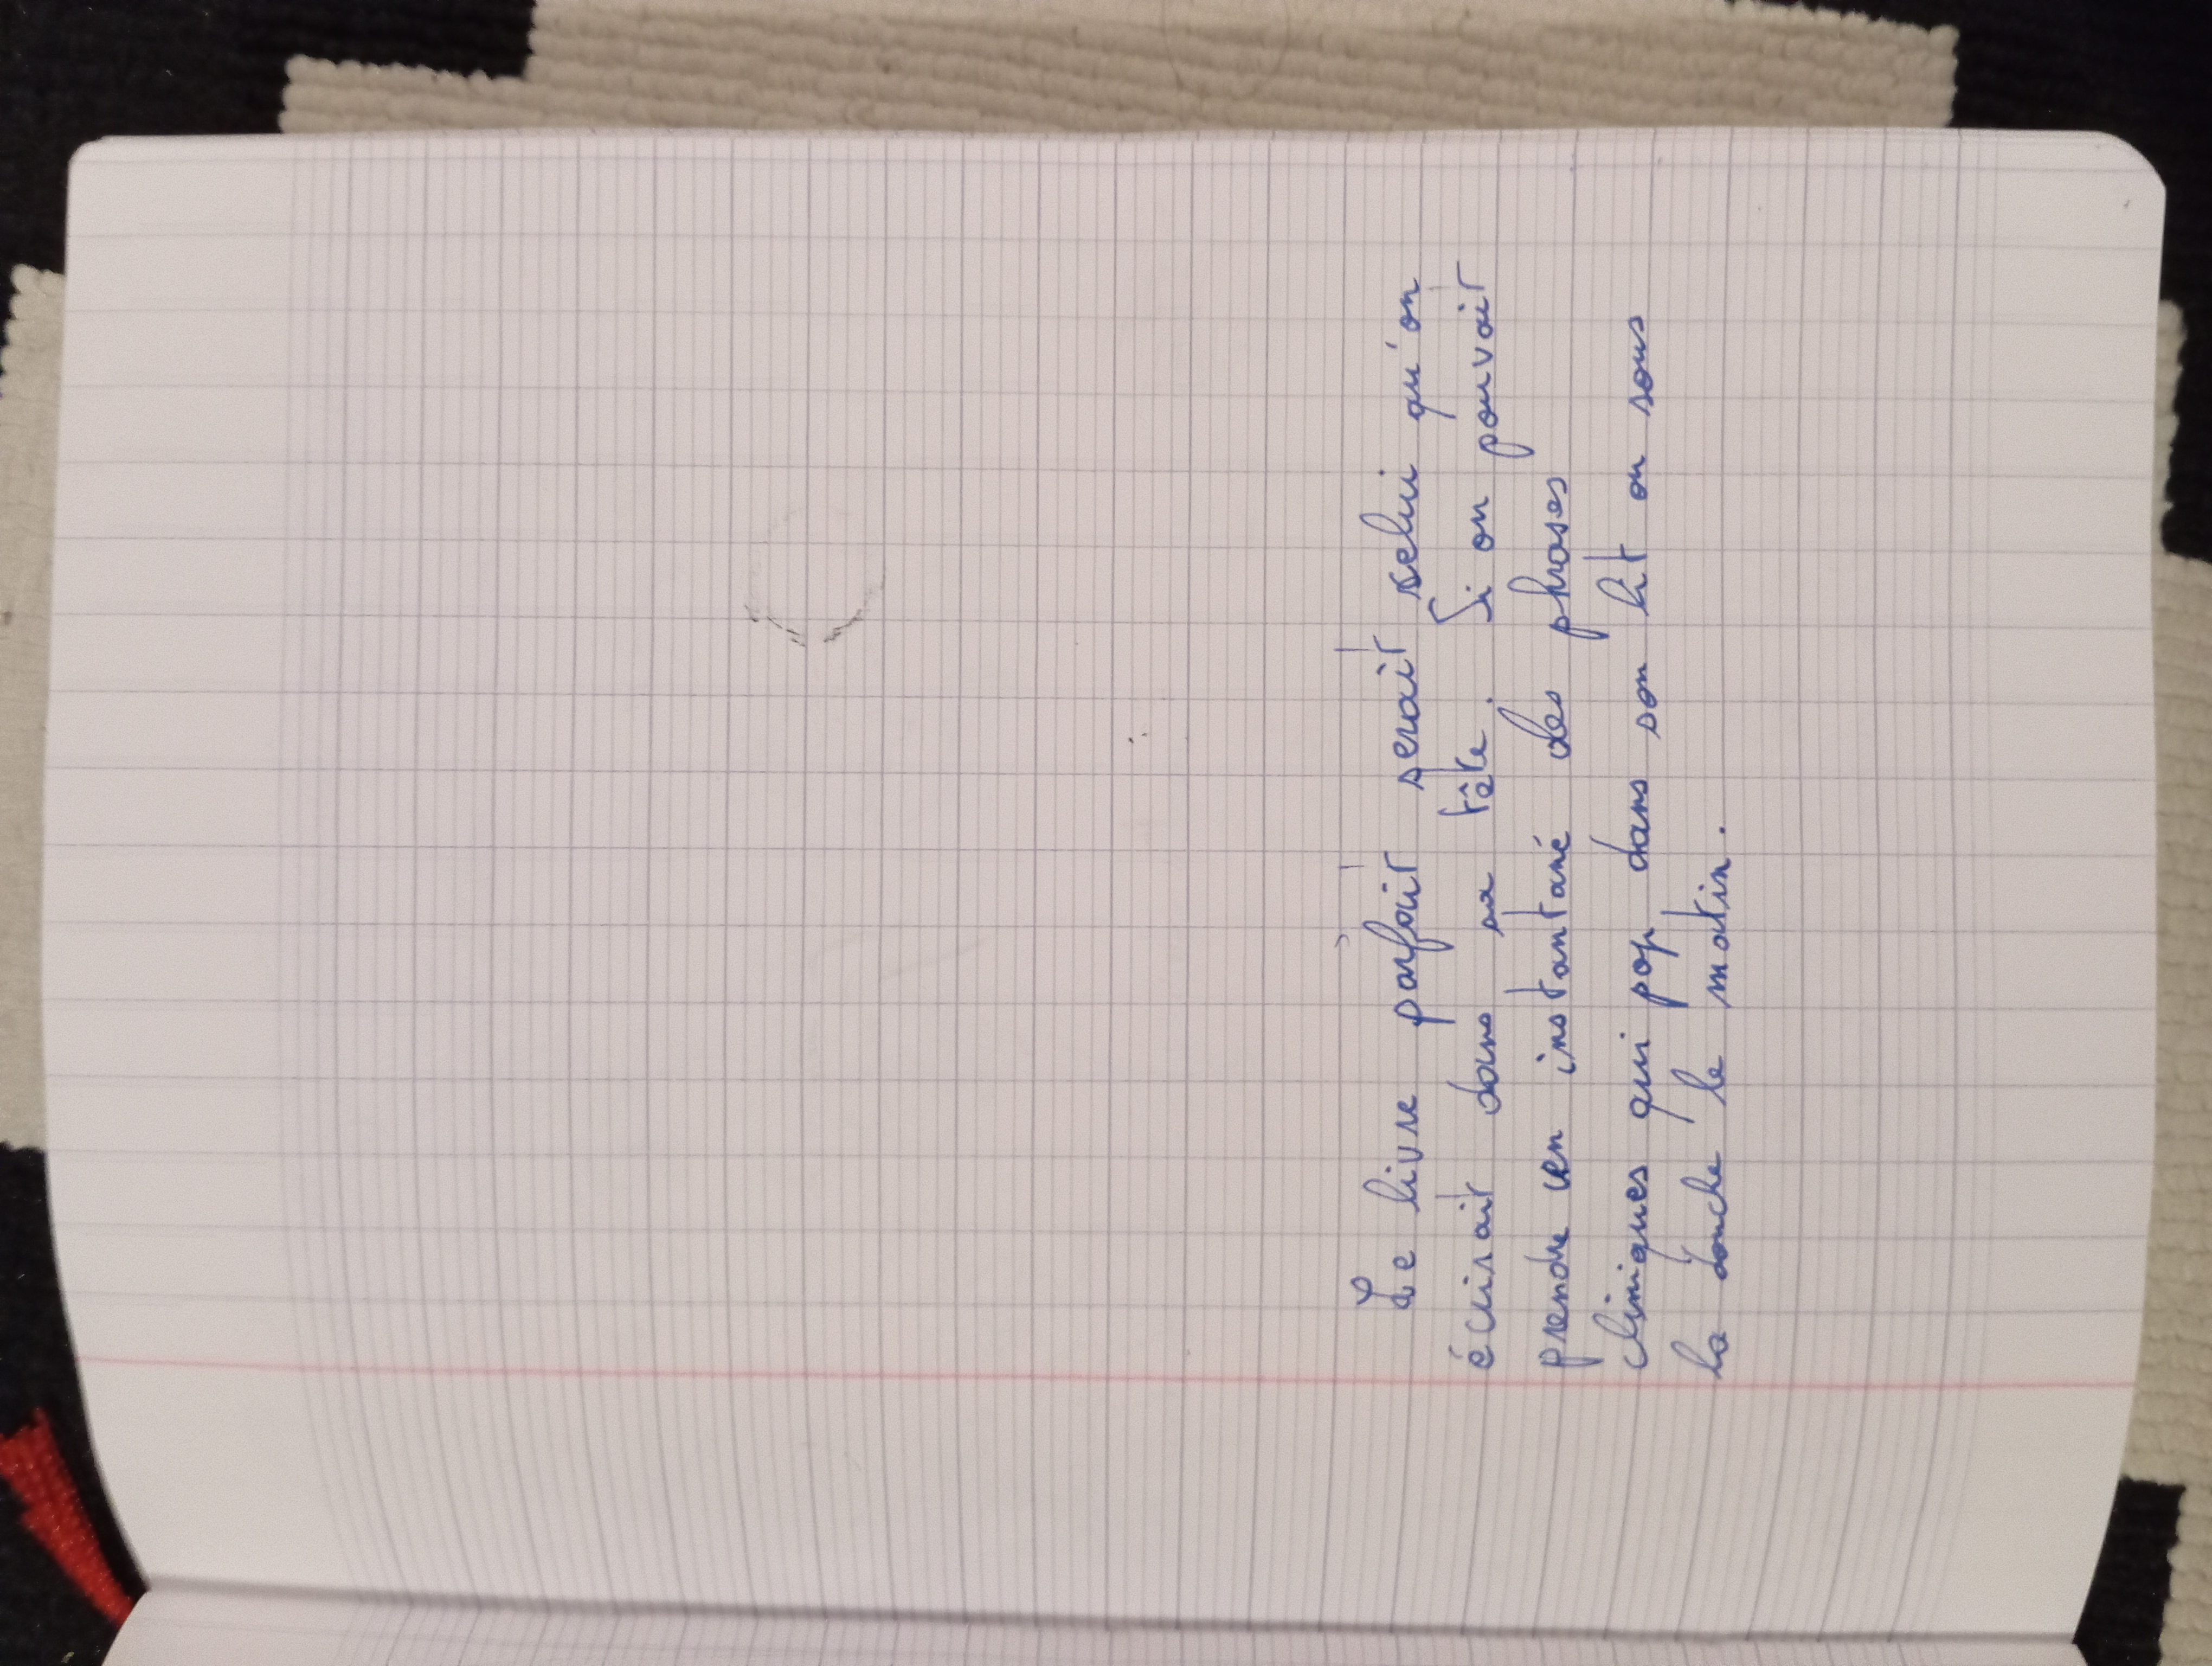 Le livre parfait serait celui qu'on
écrirait dans sa tête. Si on pouvait
prendre un instantané des phrases
cliniques qui pop dans son lit ou sous
la douche le matin.